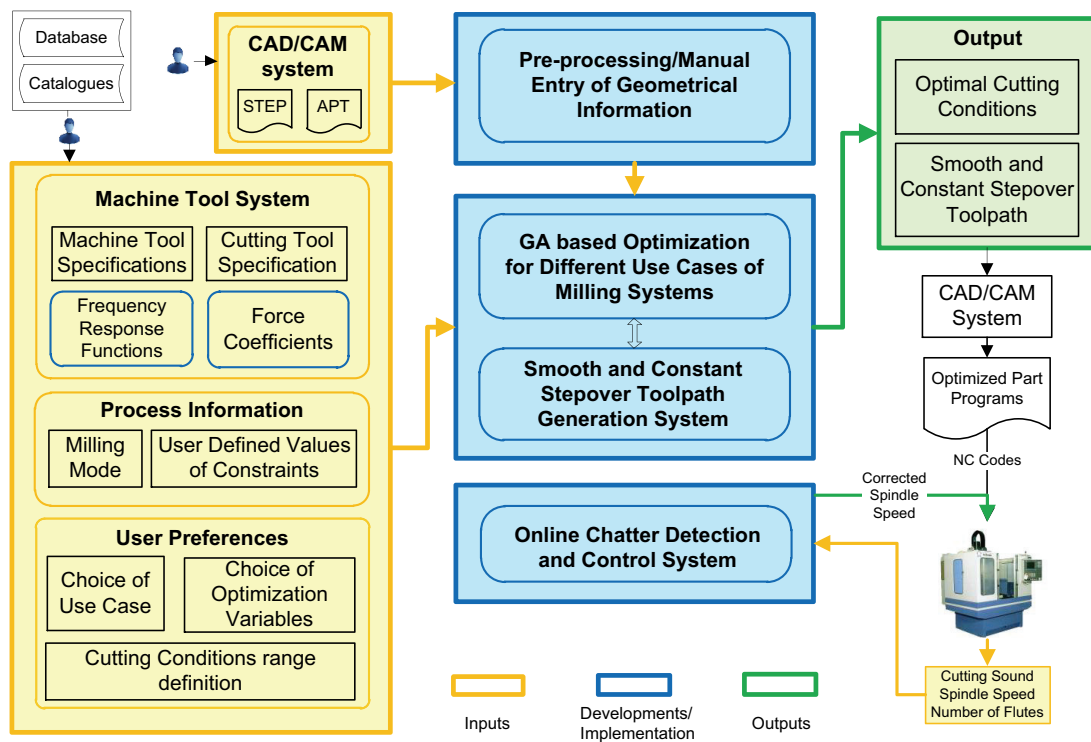 Database
Catalogues
CAD/CAM
system
STEP
APT
Pre-processing/Manual
Entry of Geometrical
Information
Output
Optimal Cutting
Conditions
Smooth and
Constant Stepover
Toolpath
Machine Tool System
Machine Tool
Specifications
Cutting Tool
Specification
Frequency
Response
Functions
Force
Coefficients
GA based Optimization
for Different Use Cases of
Milling Systems
Smooth and Constant
Stepover Toolpath
Generation System
CAD/CAM
System
Optimized Part
Programs
NC Codes
Process Information
Milling
Mode
User Defined Values
of Constraints
Corrected
Spindle
Speed
Online Chatter Detection
and Control System
User Preferences
Choice of
Use Case
Choice of
Optimization
Variables
Cutting Conditions range
definition
Cutting Sound
Spindle Speed
Number of Flutes
Inputs
Developments/
Implementation
Outputs